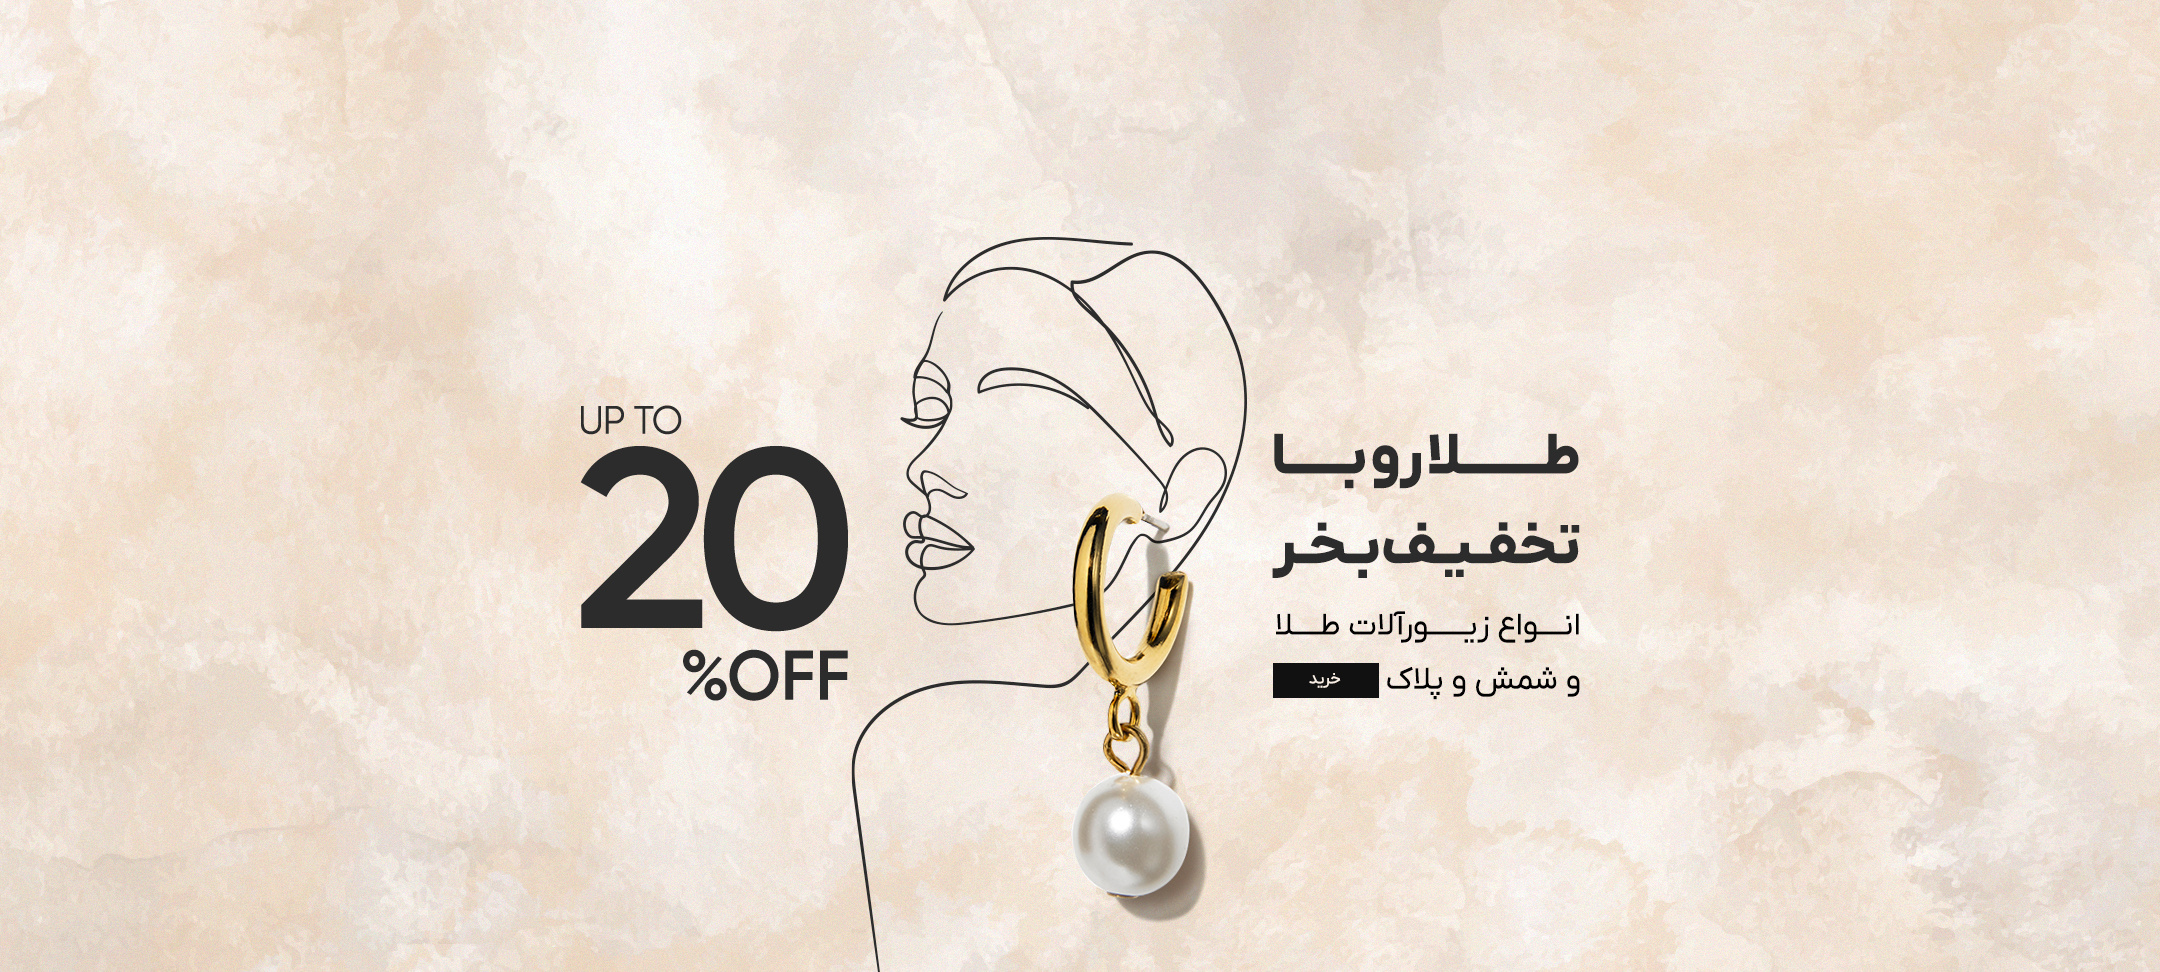 UP TO
20
%OFF
طلا رو با
تخفیف بخر
انواع زیورآلات طلا
و شمش و پلاک
خرید